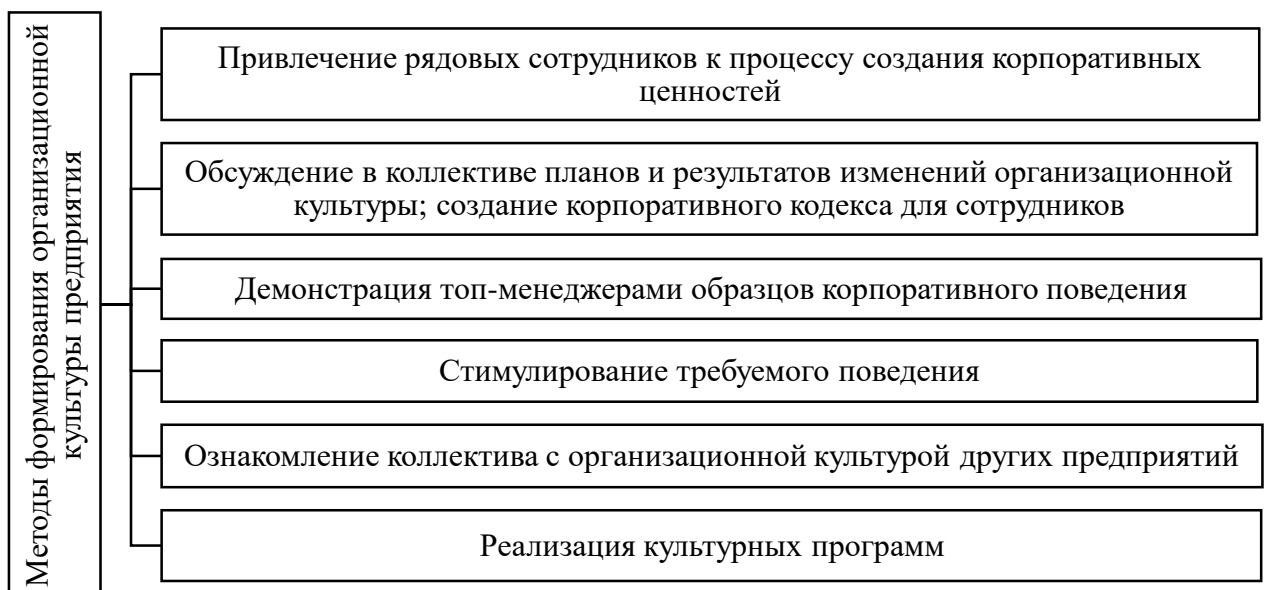 Методы формирования организационной
культуры предприятия
Привлечение рядовых сотрудников к процессу создания корпоративных
ценностей
Обсуждение в коллективе планов и результатов изменений организационной
культуры; создание корпоративного кодекса для сотрудников
Демонстрация топ-менеджерами образцов корпоративного поведения
Стимулирование требуемого поведения
Ознакомление коллектива с организационной культурой других предприятий
Реализация культурных программ